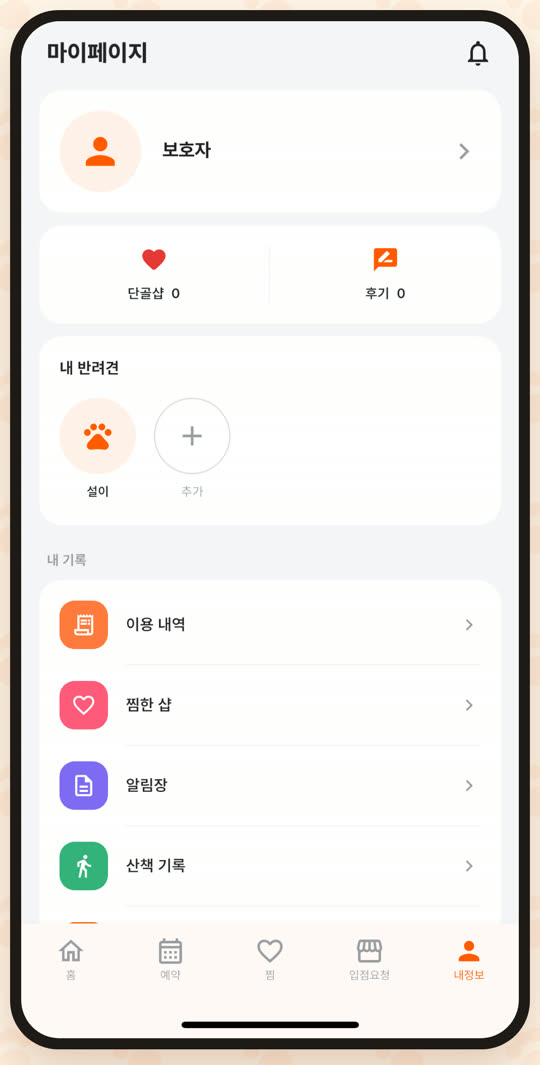 마이페이지
보호자
단골샵 0
후기 0
내 반려견
설이
추가
내 기록
이용 내역
찜한 샵
알림장
산책 기록
홈
예약
찜
입점요청
내정보